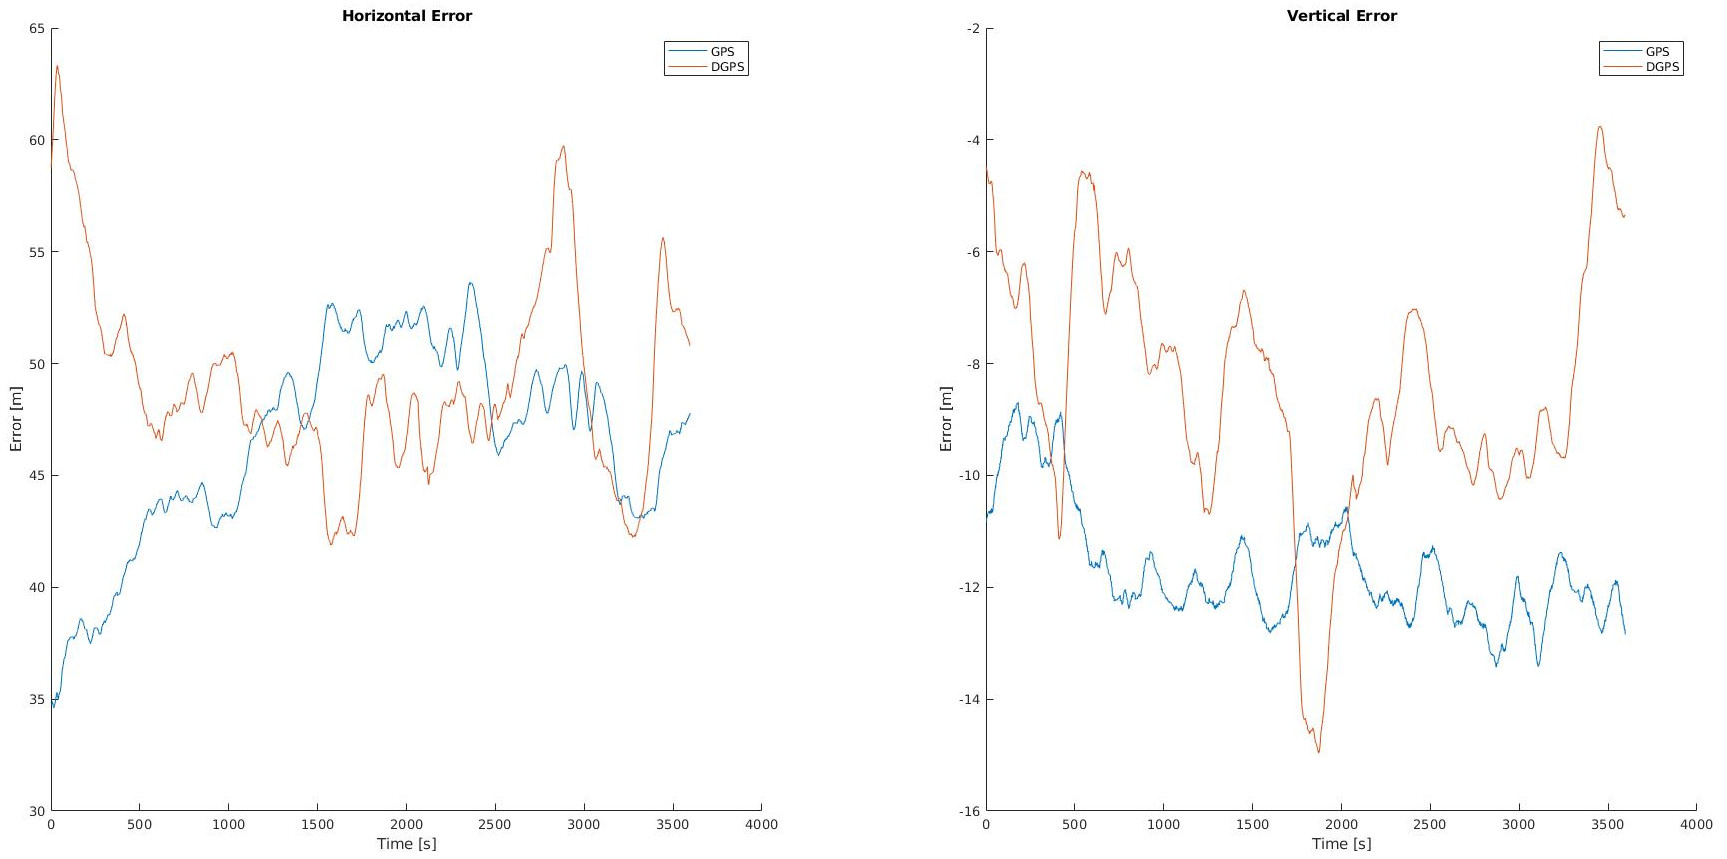 Horizontal Error
65
60
55
50
45
40
35
30
Error [m]
GPS
DGPS
0 500 1000 1500 2000 2500 3000 3500 4000
Time [s]
Vertical Error
-2
-4
-6
-8
-10
-12
-14
-16
Error [m]
GPS
DGPS
0 500 1000 1500 2000 2500 3000 3500 4000
Time [s]